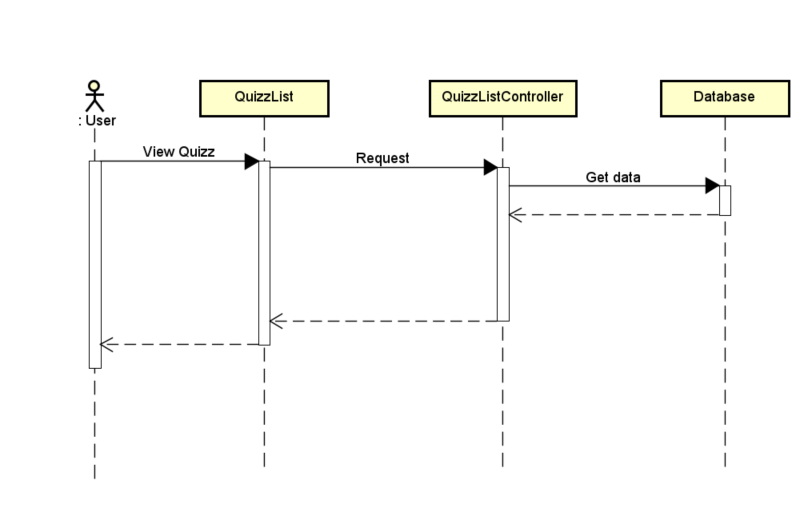 QuizzList
QuizzListController
Database
: User
View Quizz
Request
Get data